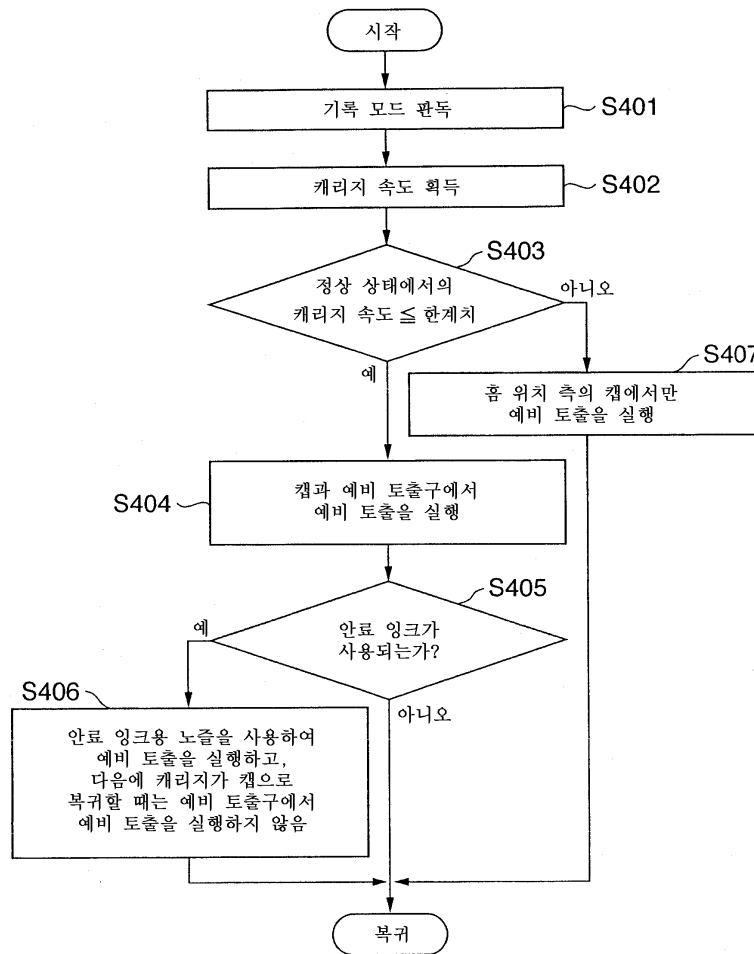 시작
기록 모드 판독
S401
캐리지 속도 획득
S402
S403
정상 상태에서의
캐리지 속도 ≦ 한계치
아니오
예
S407
홈 위치 측의 캡에서만
예비 토출을 실행
S404
캡과 예비 토출구에서
예비 토출을 실행
S405
안료 잉크가
사용되는가?
예
아니오
S406
안료 잉크용 노즐을 사용하여
예비 토출을 실행하고,
다음에 캐리지가 캡으로
복귀할 때는 예비 토출구에서
예비 토출을 실행하지 않음
복귀